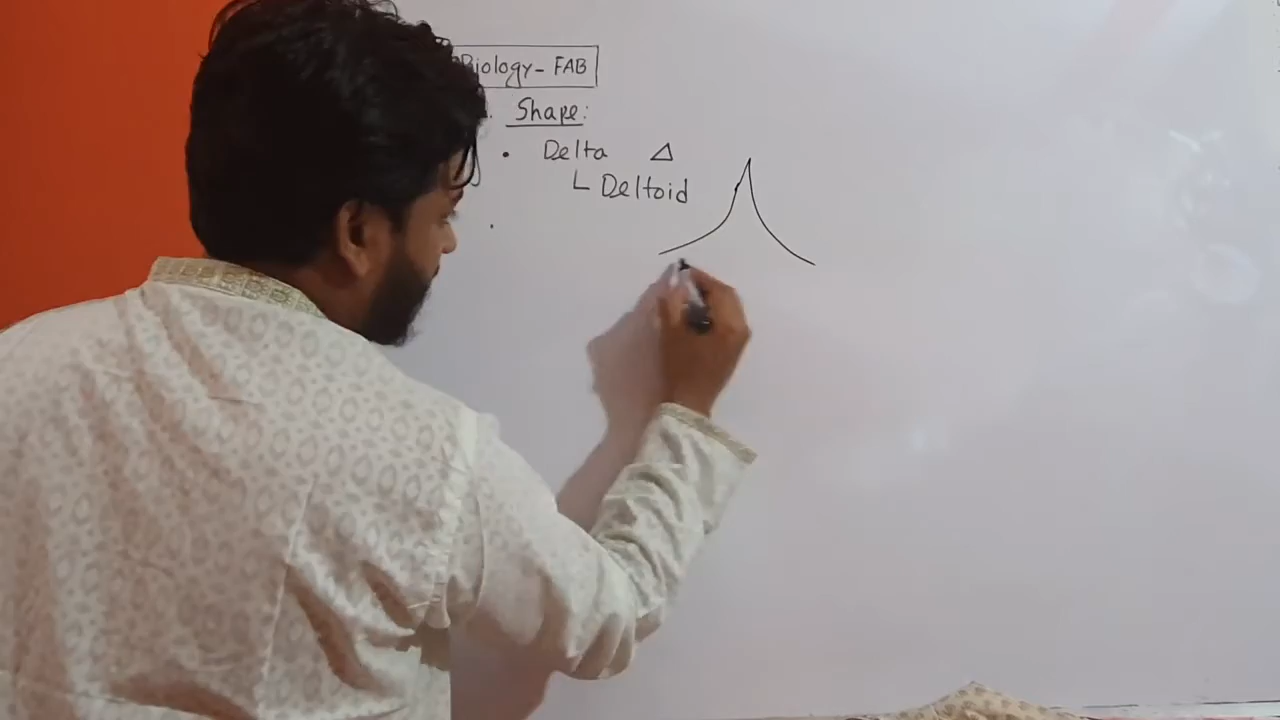 Biology - FAB
Shape:
• Delta △
└ Deltoid